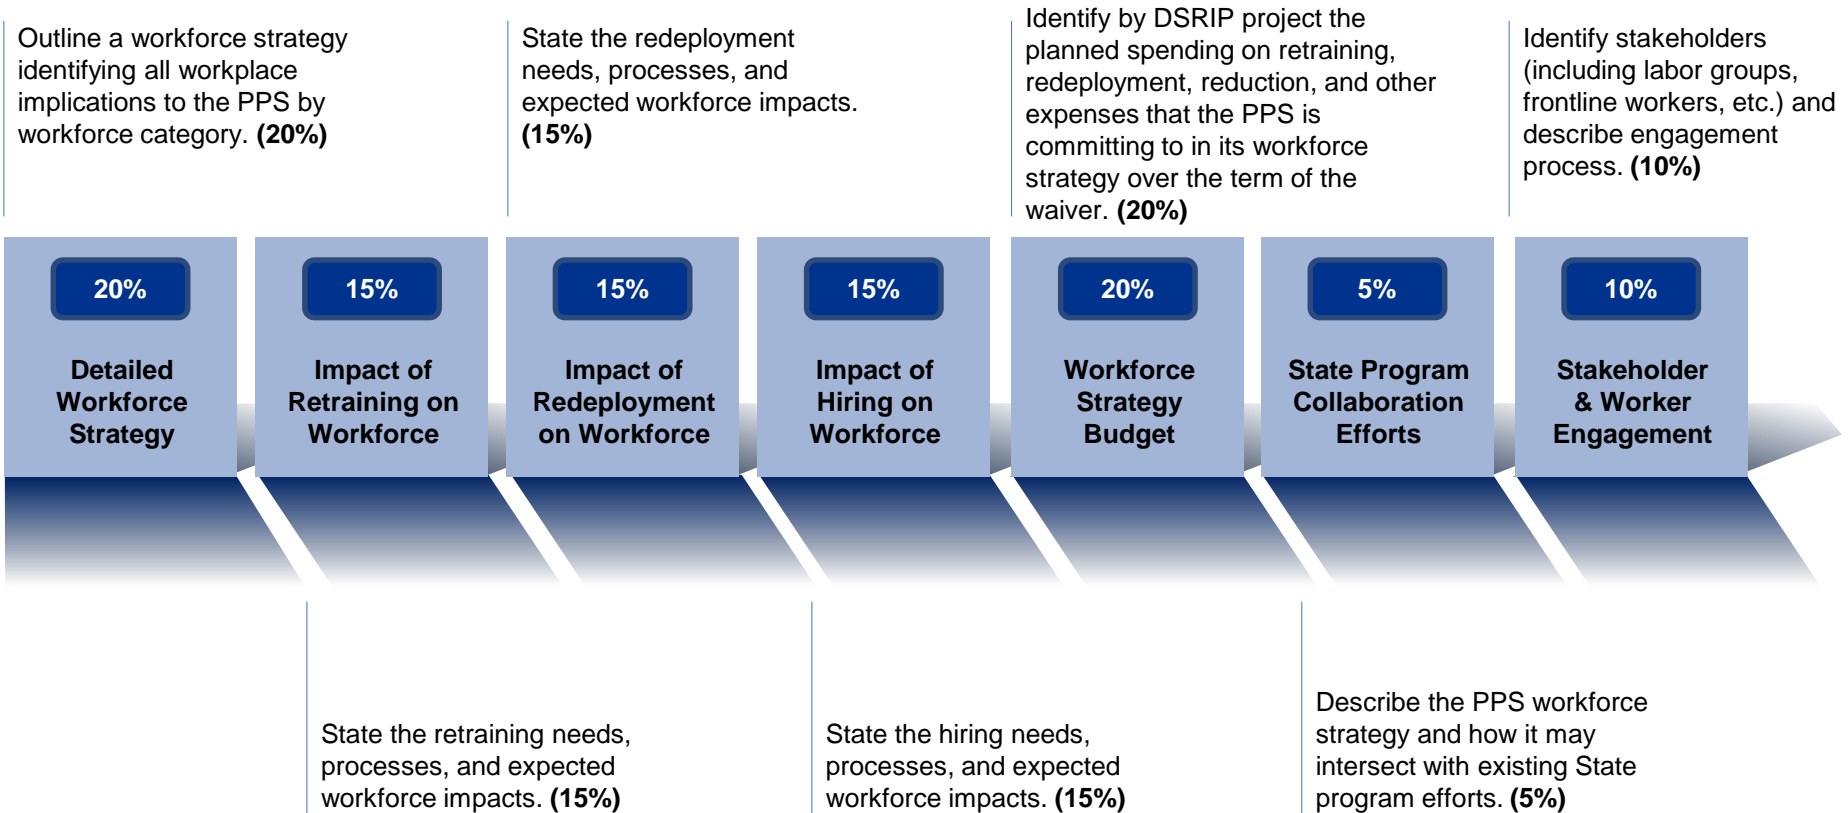 Outline a workforce strategy
identifying all workplace
implications to the PPS by
workforce category. (20%)
State the redeployment
needs, processes, and
expected workforce impacts.
(15%)
Identify by DSRIP project the
planned spending on retraining,
redeployment, reduction, and other
expenses that the PPS is
committing to in its workforce
strategy over the term of the
waiver. (20%)
Identify stakeholders
(including labor groups,
frontline workers, etc.) and
describe engagement
process. (10%)
20%
Detailed
Workforce
Strategy
15%
Impact of
Retraining on
Workforce
15%
Impact of
Redeployment
on Workforce
15%
Impact of
Hiring on
Workforce
20%
Workforce
Strategy
Budget
5%
State Program
Collaboration
Efforts
10%
Stakeholder
& Worker
Engagement
State the retraining needs,
processes, and expected
workforce impacts. (15%)
State the hiring needs,
processes, and expected
workforce impacts. (15%)
Describe the PPS workforce
strategy and how it may
intersect with existing State
program efforts. (5%)